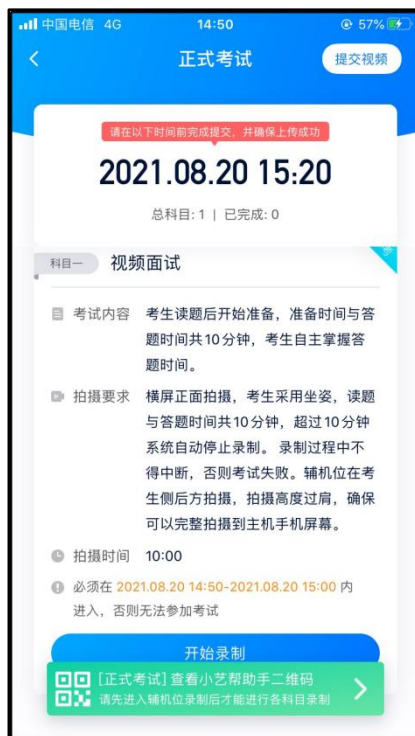 中国电信 4G 14:50 57%
正式考试 提交视频
请在以下时间前完成提交，并确保上传成功
2021.08.20 15:20
总科目: 1 | 已完成: 0
科目一 视频面试
考试内容 考生读题后开始准备，准备时间与答
题时间共10分钟，考生自主掌握答
题时间。
拍摄要求 横屏正面拍摄，考生采用坐姿，读题
与答题时间共10分钟，超过10分钟
系统自动停止录制。 录制过程中不
得中断，否则考试失败。辅机位在考
生侧后方拍摄，拍摄高度过肩，确保
可以完整拍摄到主机手机屏幕。
拍摄时间 10:00
必须在 2021.08.20 14:50-2021.08.20 15:00 内
进入，否则无法参加考试
开始录制
[正式考试] 查看小艺帮助手二维码
请先进入辅机位录制后才能进行各科目录制